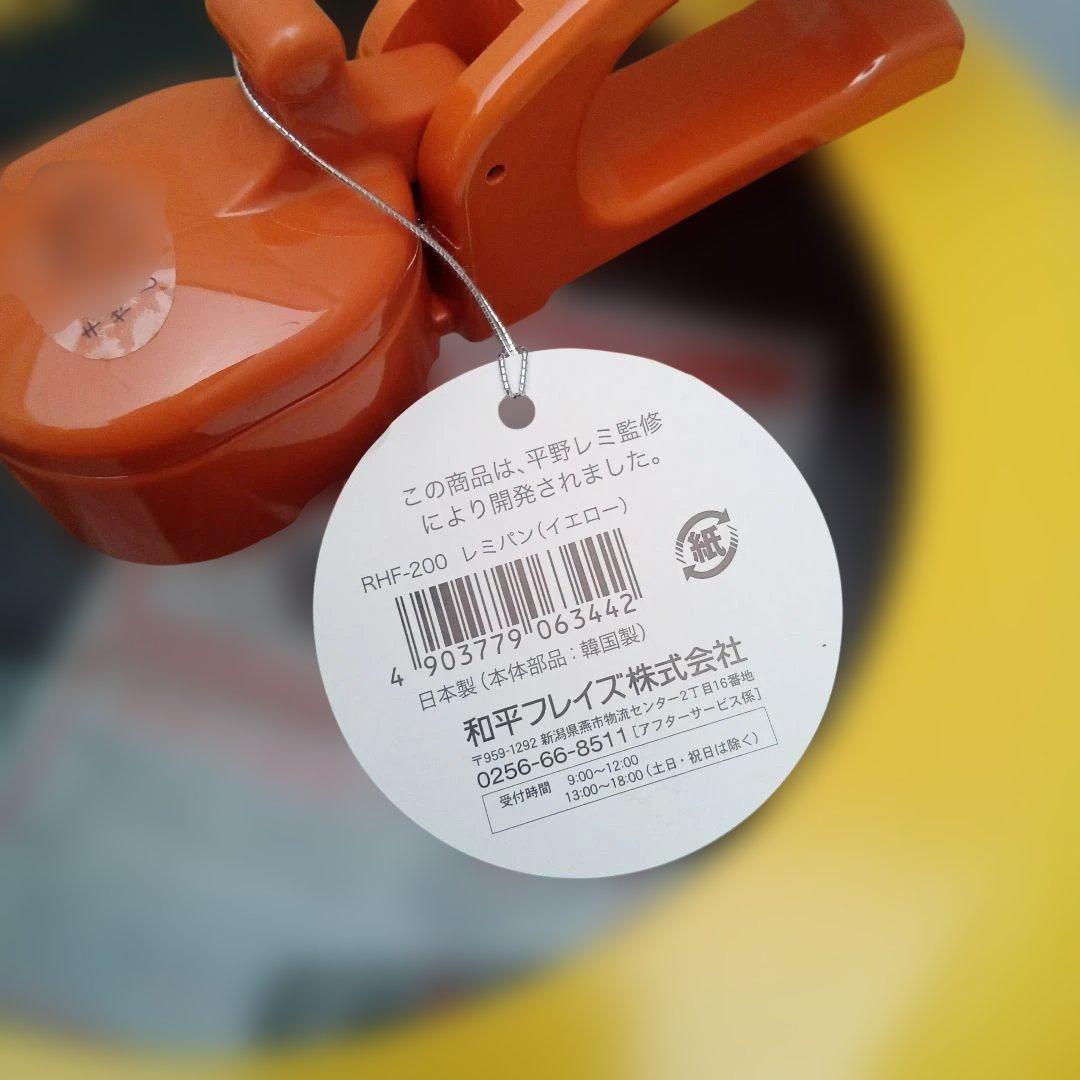 この商品は、平野レミ監修
により開発されました。
RHF-200 レミパン(イエロー)
紙
4 903779 063442
日本製(本体部品:韓国製)
和平フレイズ株式会社
〒959-1292 新潟県燕市物流センター2丁目16番地
0256-66-8511[アフターサービス係]
受付時間 9:00~12:00
13:00~18:00(土日・祝日は除く)